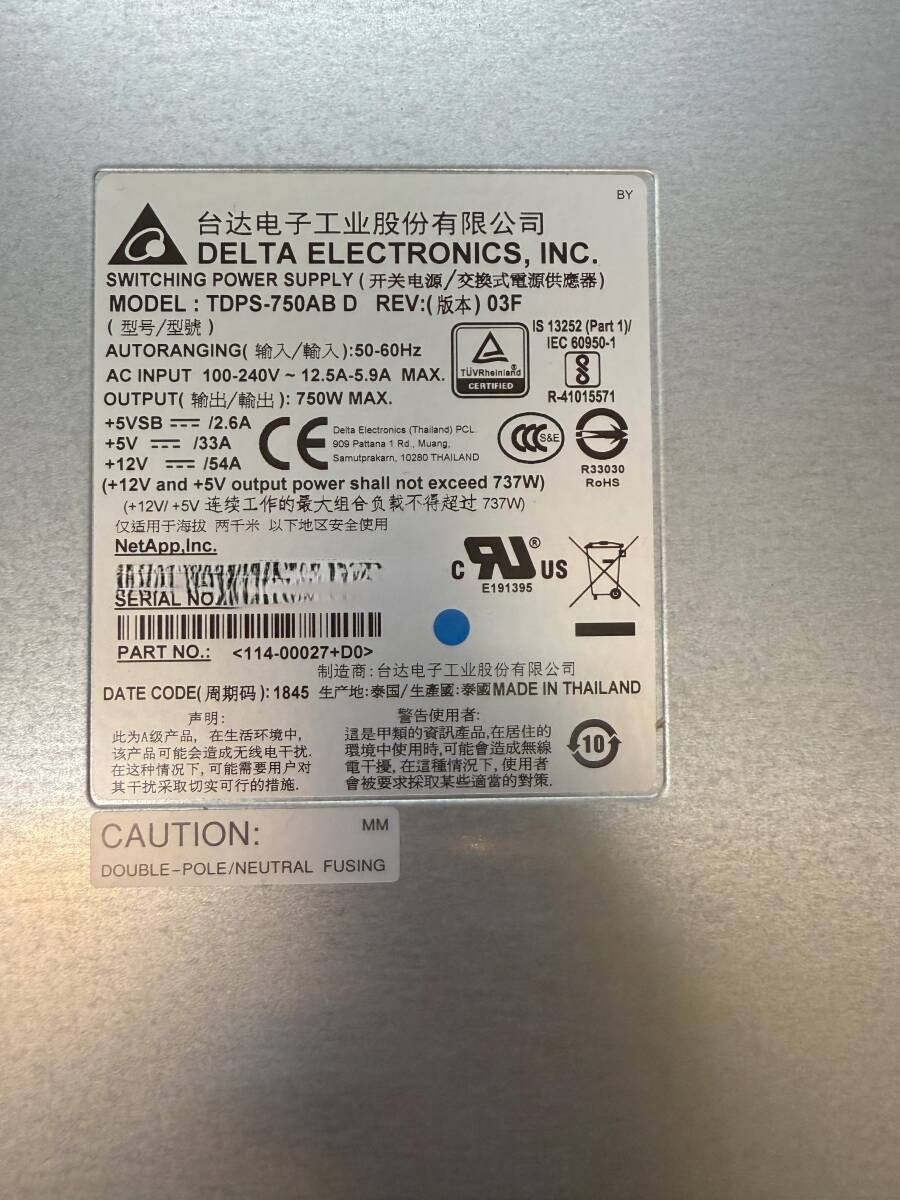 BY
台达电子工业股份有限公司
DELTA ELECTRONICS, INC.
SWITCHING POWER SUPPLY (开关电源/交換式電源供應器)
MODEL : TDPS-750AB D REV:(版本) 03F
(型号/型號)
AUTORANGING(输入/輸入):50-60Hz
AC INPUT 100-240V ~ 12.5A-5.9A MAX.
OUTPUT(输出/輸出): 750W MAX.
TÜVRheinland®
CERTIFIED
IS 13252 (Part 1)/
IEC 60950-1
R-41015571
+5VSB /2.6A
+5V /33A
+12V /54A
CE
Delta Electronics (Thailand) PCL.
909 Pattana 1 Rd., Muang,
Samutprakarn, 10280 THAILAND
CCC S&E
R33030
RoHS
(+12V and +5V output power shall not exceed 737W)
(+12V/ +5V 连续工作的最大组合负载不得超过 737W)
仅适用于海拔 两千米 以下地区安全使用
NetApp,Inc.
C RU ® US
E191395
SERIAL NO.
PART NO.: <114-00027+D0>
制造商:台达电子工业股份有限公司
DATE CODE(周期码):1845 生产地:泰国/生產國:泰國MADE IN THAILAND
声明:
此为A级产品, 在生活环境中,
该产品可能会造成无线电干扰.
在这种情况下, 可能需要用户对
其干扰采取切实可行的措施.
警告使用者:
這是甲類的資訊產品,在居住的
環境中使用時,可能會造成無線
電干擾, 在這種情況下, 使用者
會被要求採取某些適當的對策.
10
CAUTION: MM
DOUBLE-POLE/NEUTRAL FUSING